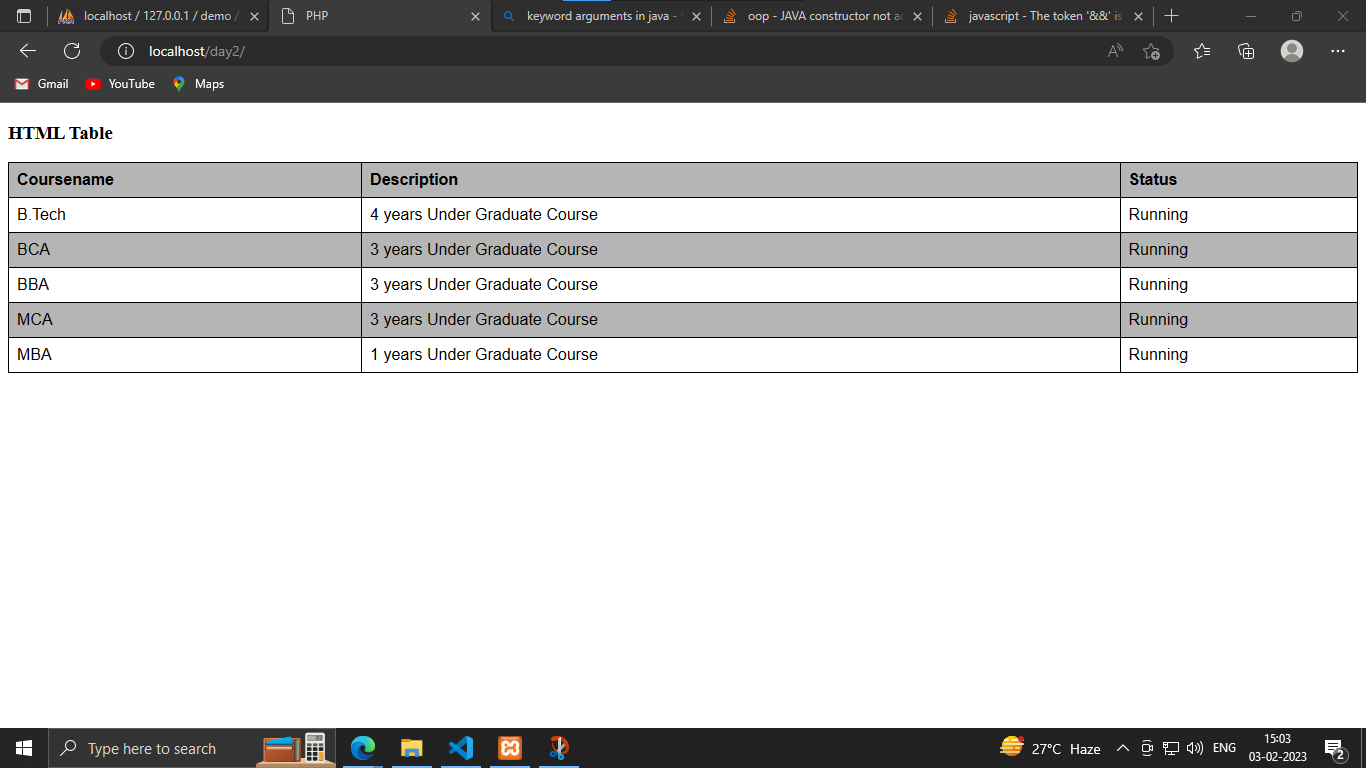 localhost / 127.0.0.1 / demo / PHP keyword arguments in java - oop - JAVA constructor not javascript - The token '&&' is
localhost/day2/
Gmail YouTube Maps
HTML Table
Coursename Description Status
B.Tech 4 years Under Graduate Course Running
BCA 3 years Under Graduate Course Running
BBA 3 years Under Graduate Course Running
MCA 3 years Under Graduate Course Running
MBA 1 years Under Graduate Course Running
Type here to search 27°C Haze ENG 15:03
03-02-2023 2